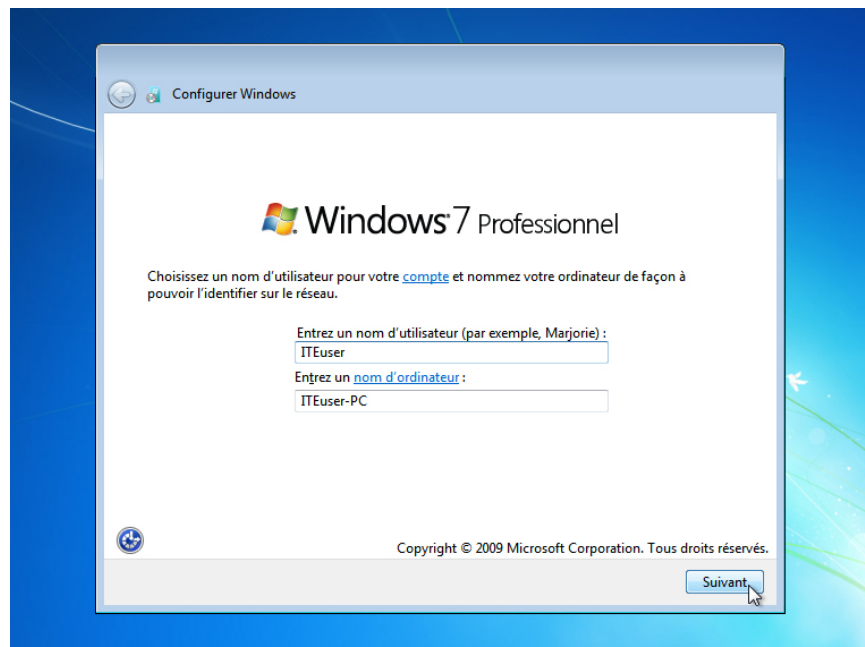 Configurer Windows
Windows 7 Professionnel
Choisissez un nom d'utilisateur pour votre compte et nommez votre ordinateur de façon à
pouvoir l'identifier sur le réseau.
Entrez un nom d'utilisateur (par exemple, Marjorie) :
ITEuser
Entrez un nom d'ordinateur :
ITEuser-PC
Copyright © 2009 Microsoft Corporation. Tous droits réservés.
Suivant